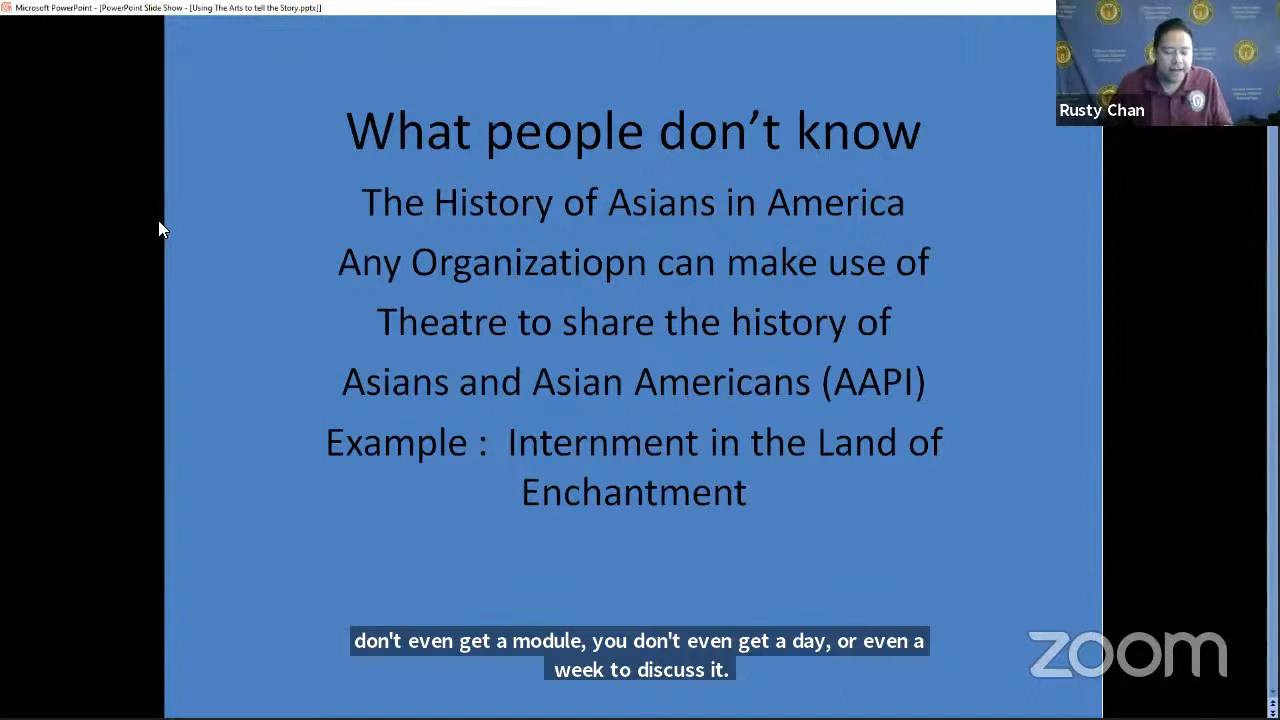 Microsoft PowerPoint - [PowerPoint Slide Show - [Using The Arts to tell the Story.pptx]]
Rusty Chan
What people don’t know
The History of Asians in America
Any Organizatiopn can make use of
Theatre to share the history of
Asians and Asian Americans (AAPI)
Example :  Internment in the Land of
Enchantment
don't even get a module, you don't even get a day, or even a
week to discuss it.
zoom